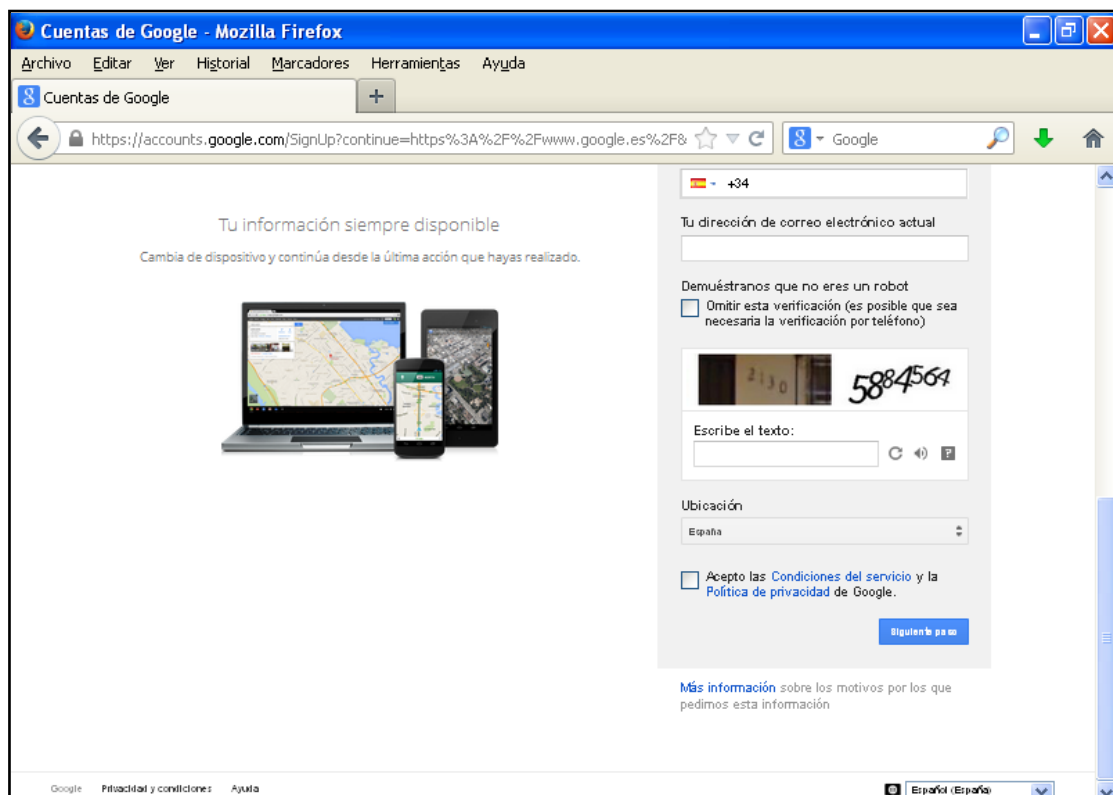 Cuentas de Google - Mozilla Firefox
Archivo Editar Ver Historial Marcadores Herramientas Ayuda
8 Cuentas de Google +
https://accounts.google.com/SignUp?continue=https%3A%2F%2Fwww.google.es%2F& 8 Google
+34
Tu información siempre disponible
Cambia de dispositivo y continúa desde la última acción que hayas realizado.
Tu dirección de correo electrónico actual
Demuéstranos que no eres un robot
Omitir esta verificación (es posible que sea
necesaria la verificación por teléfono)
2130 5884564
Escribe el texto:
?
Ubicación
España
Acepto las Condiciones del servicio y la
Política de privacidad de Google.
Siguiente paso
Más información sobre los motivos por los que
pedimos esta información
Google Privacidad y condiciones Ayuda Español (España)